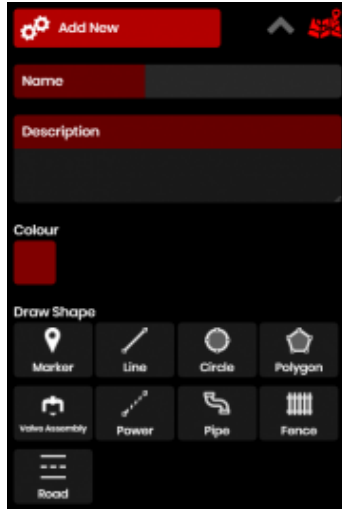 Add New
Name
Description
Colour
Draw Shape
Marker Line Circle Polygon
Valve Assembly Power Pipe Fence
Road